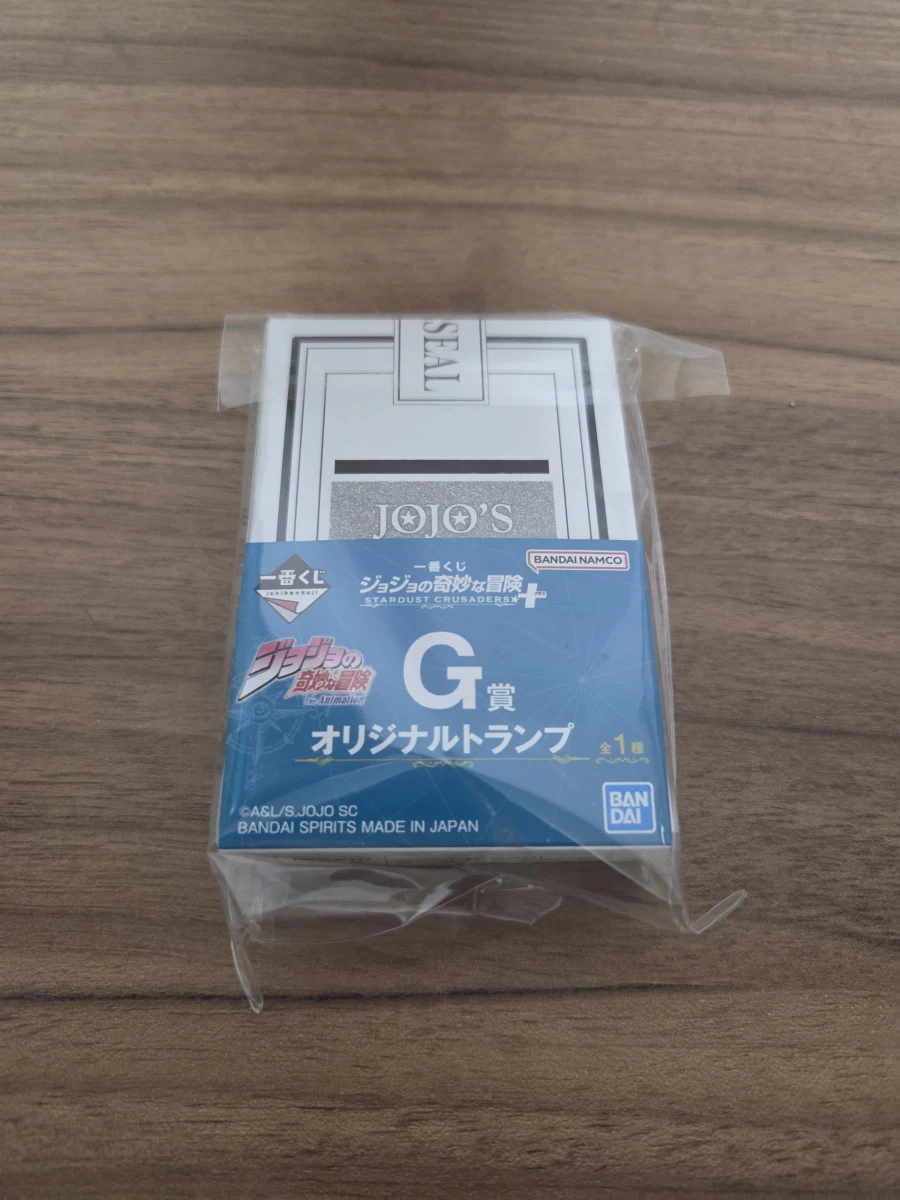 SEAL
JOJO'S
一番くじ
ichibankuji
一番くじ
ジョジョの奇妙な冒険
STARDUST CRUSADERS
+
プラス
BANDAI NAMCO
ジョジョの
奇妙な冒険
The Animation
G賞
オリジナルトランプ
全1種
©A&L/S.JOJO SC
BANDAI SPIRITS MADE IN JAPAN
BAN
DAI